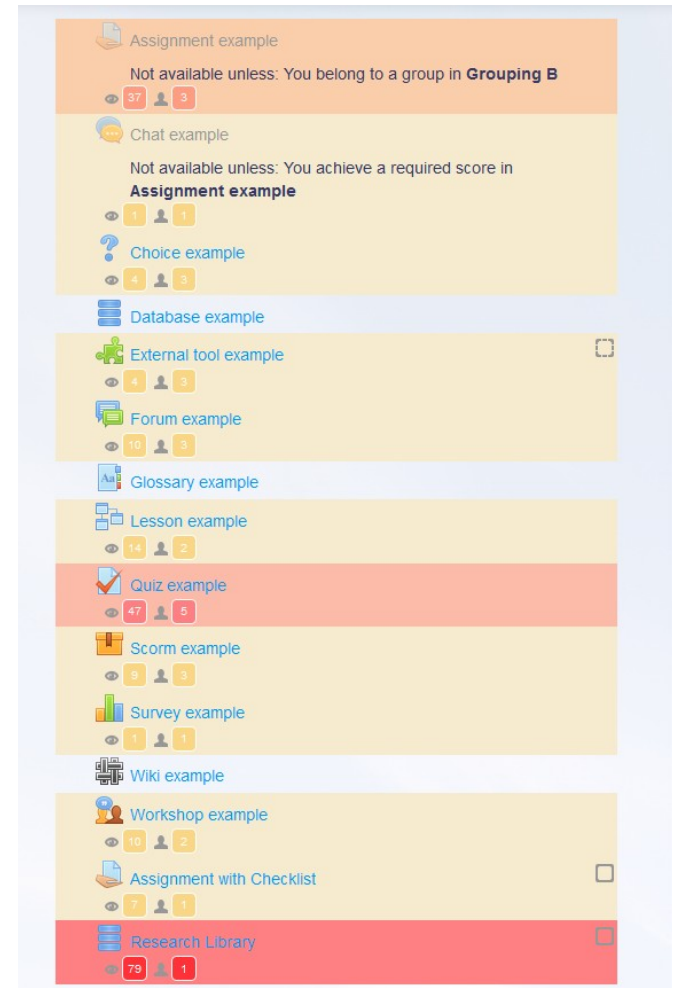 Assignment example
Not available unless: You belong to a group in Grouping B
37 3
Chat example
Not available unless: You achieve a required score in
Assignment example
1 1
Choice example
4 3
Database example
External tool example
4 3
Forum example
10 3
Aa
Glossary example
Lesson example
14 2
Quiz example
47 5
Scorm example
9 3
Survey example
1 1
Wiki example
Workshop example
10 2
Assignment with Checklist
7 1
Research Library
79 1